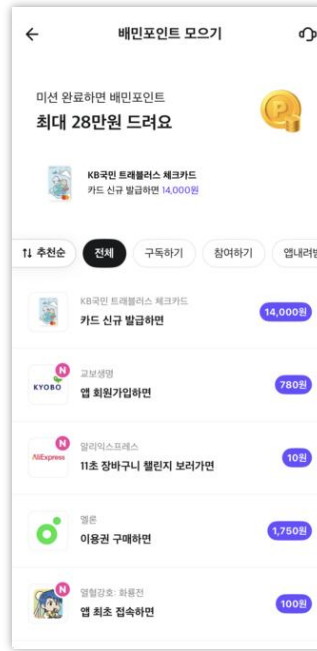 배민포인트 모으기
미션 완료하면 배민포인트
최대 28만원 드려요
P
KB국민 트래블러스 체크카드
카드 신규 발급하면 14,000원
추천순 전체 구독하기 참여하기
KB국민 트래블러스 체크카드
카드 신규 발급하면
14,000원
N
KYOBO
교보생명
앱 회원가입하면
780원
N
AliExpress
알리익스프레스
11초 장바구니 챌린지 보러가면
10원
멜론
이용권 구매하면
1,750원
N
열혈강호: 화룡전
앱 최초 접속하면
100원